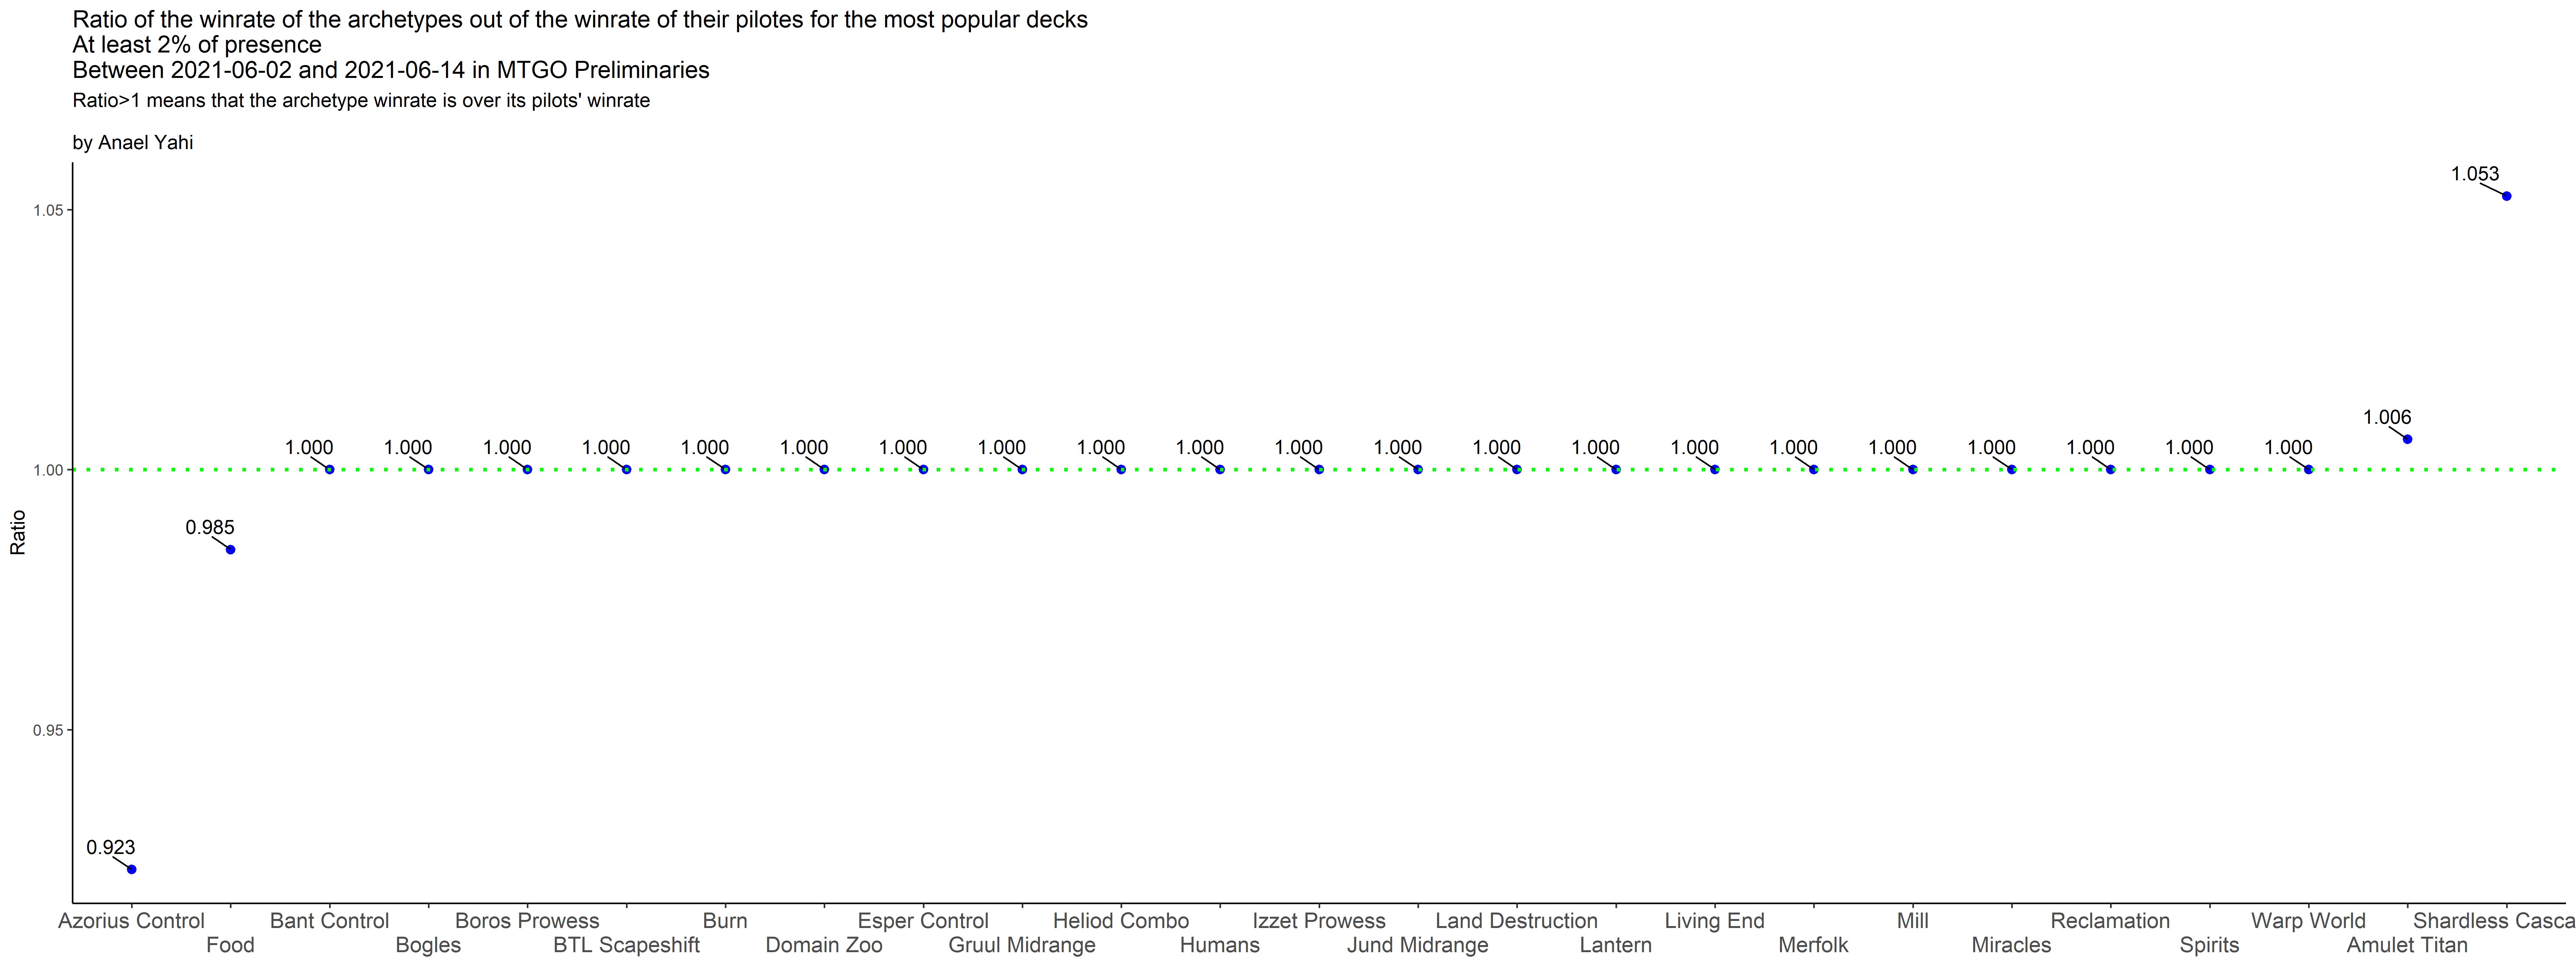 Ratio of the winrate of the archetypes out of the winrate of their pilotes for the most popular decks
At least 2% of presence
Between 2021-06-02 and 2021-06-14 in MTGO Preliminaries
Ratio>1 means that the archetype winrate is over its pilots' winrate
by Anael Yahi
1.053
1.05
1.006
1.000 1.000 1.000 1.000 1.000 1.000 1.000 1.000 1.000 1.000 1.000 1.000 1.000 1.000 1.000 1.000 1.000 1.000 1.000 1.000 1.000
1.00
0.985
Ratio
0.95
0.923
Azorius Control Bant Control Boros Prowess Burn Esper Control Heliod Combo Izzet Prowess Land Destruction Living End Mill Reclamation Warp World Shardless Casca
Food Bogles BTL Scapeshift Domain Zoo Gruul Midrange Humans Jund Midrange Lantern Merfolk Miracles Spirits Amulet Titan